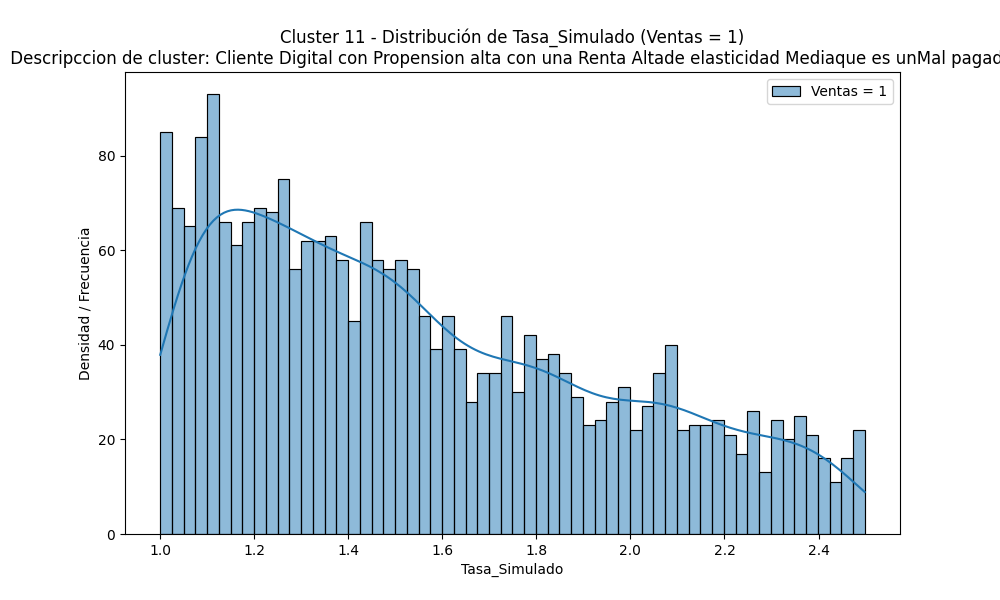 Cluster 11 - Distribución de Tasa_Simulado (Ventas = 1)
Descripccion de cluster: Cliente Digital con Propension alta con una Renta Altade elasticidad Mediaque es unMal pagad
Ventas = 1
Densidad / Frecuencia
80
60
40
20
0
1.0 1.2 1.4 1.6 1.8 2.0 2.2 2.4
Tasa_Simulado